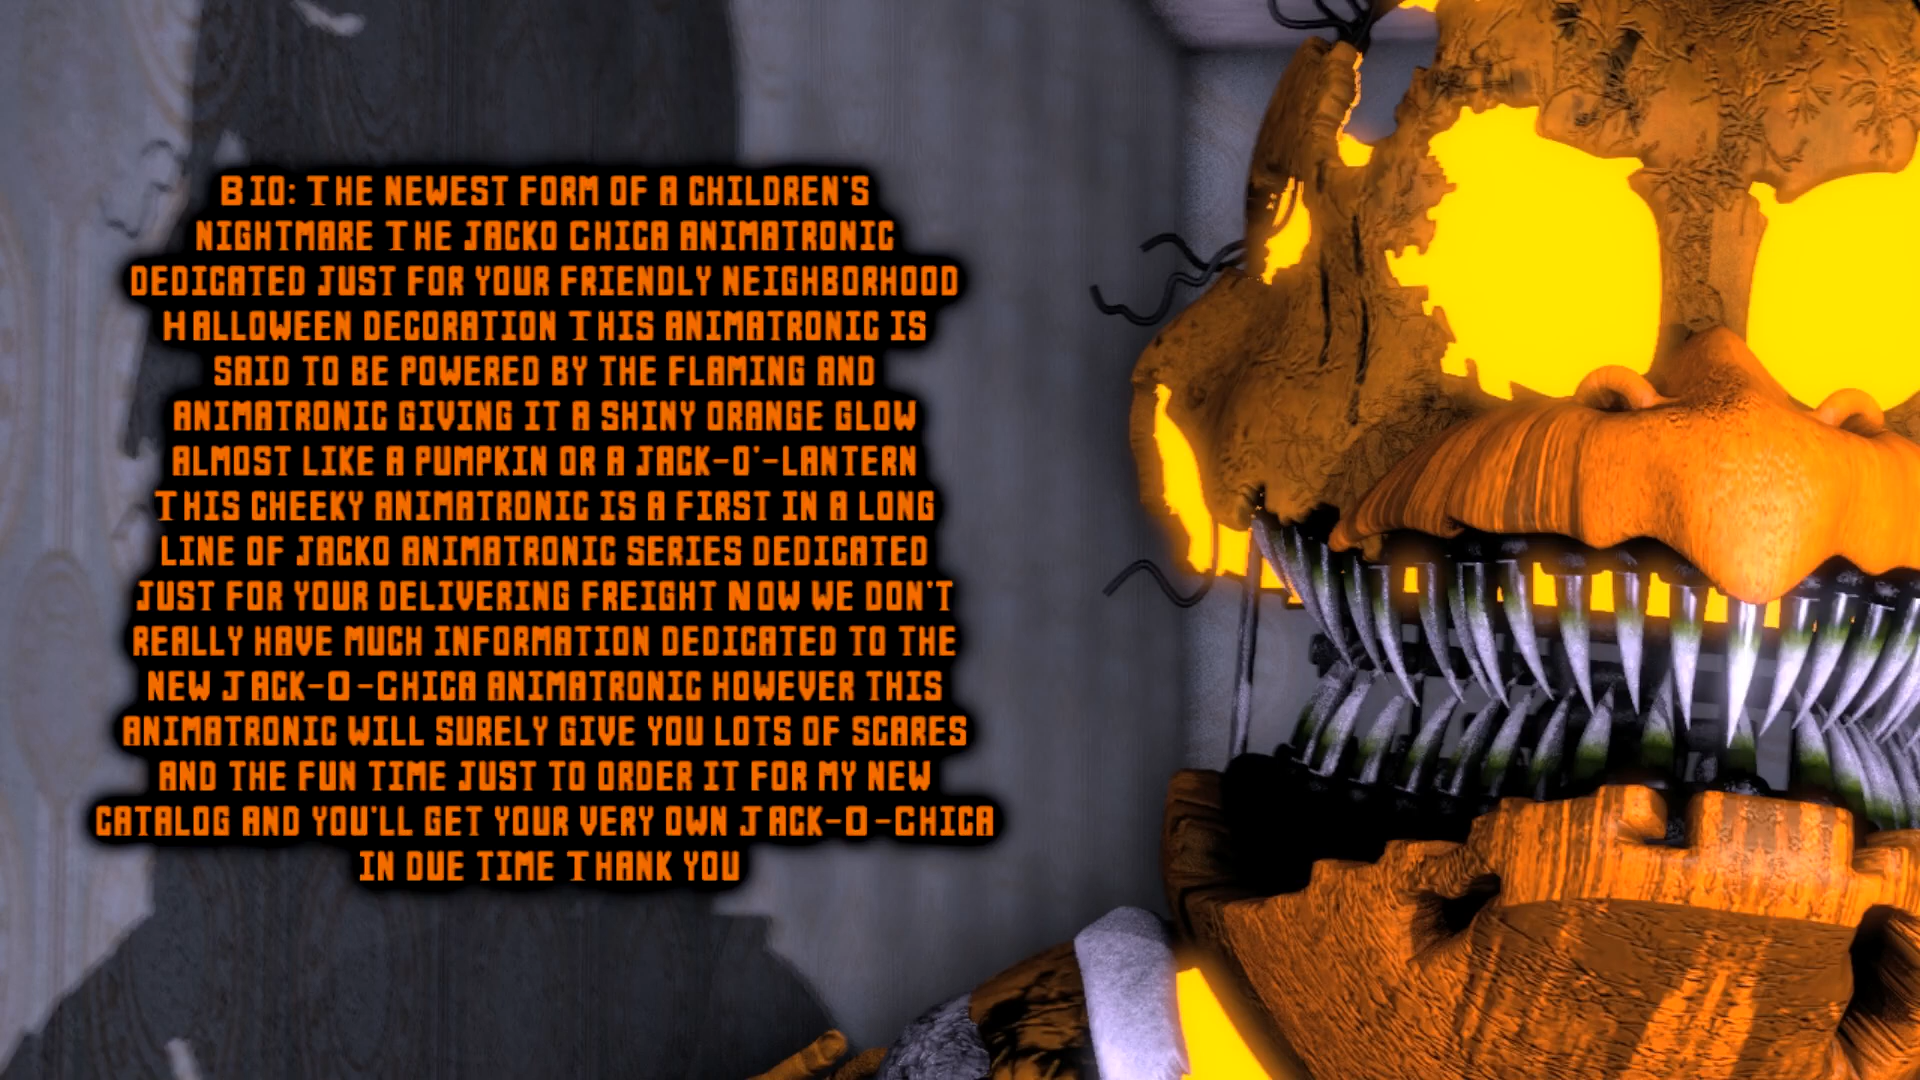 BIO: THE NEWEST FORM OF A CHILDREN'S
NIGHTMARE THE JACKO CHICA ANIMATRONIC
DEDICATED JUST FOR YOUR FRIENDLY NEIGHBORHOOD
HALLOWEEN DECORATION THIS ANIMATRONIC IS
SAID TO BE POWERED BY THE FLAMING AND
ANIMATRONIC GIVING IT A SHINY ORANGE GLOW
ALMOST LIKE A PUMPKIN OR A JACK-O'-LANTERN
THIS CHEEKY ANIMATRONIC IS A FIRST IN A LONG
LINE OF JACKO ANIMATRONIC SERIES DEDICATED
JUST FOR YOUR DELIVERING FREIGHT NOW WE DON'T
REALLY HAVE MUCH INFORMATION DEDICATED TO THE
NEW JACK-O-CHICA ANIMATRONIC HOWEVER THIS
ANIMATRONIC WILL SURELY GIVE YOU LOTS OF SCARES
AND THE FUN TIME JUST TO ORDER IT FOR MY NEW
CATALOG AND YOU'LL GET YOUR VERY OWN JACK-O-CHICA
IN DUE TIME THANK YOU